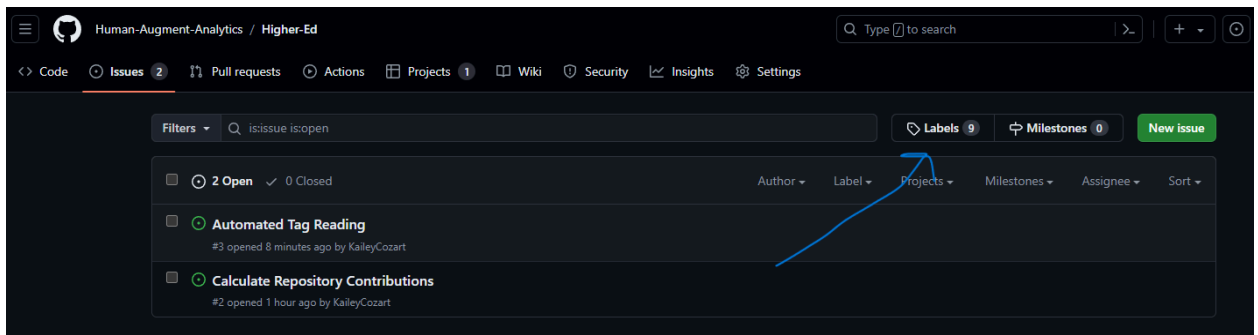 Human-Augment-Analytics / Higher-Ed
Type / to search
Code Issues 2 Pull requests Actions Projects 1 Wiki Security Insights Settings
Filters is:issue is:open Labels 9 Milestones 0 New issue
2 Open 0 Closed Author Label Projects Milestones Assignee Sort
Automated Tag Reading
#3 opened 8 minutes ago by KaileyCozart
Calculate Repository Contributions
#2 opened 1 hour ago by KaileyCozart